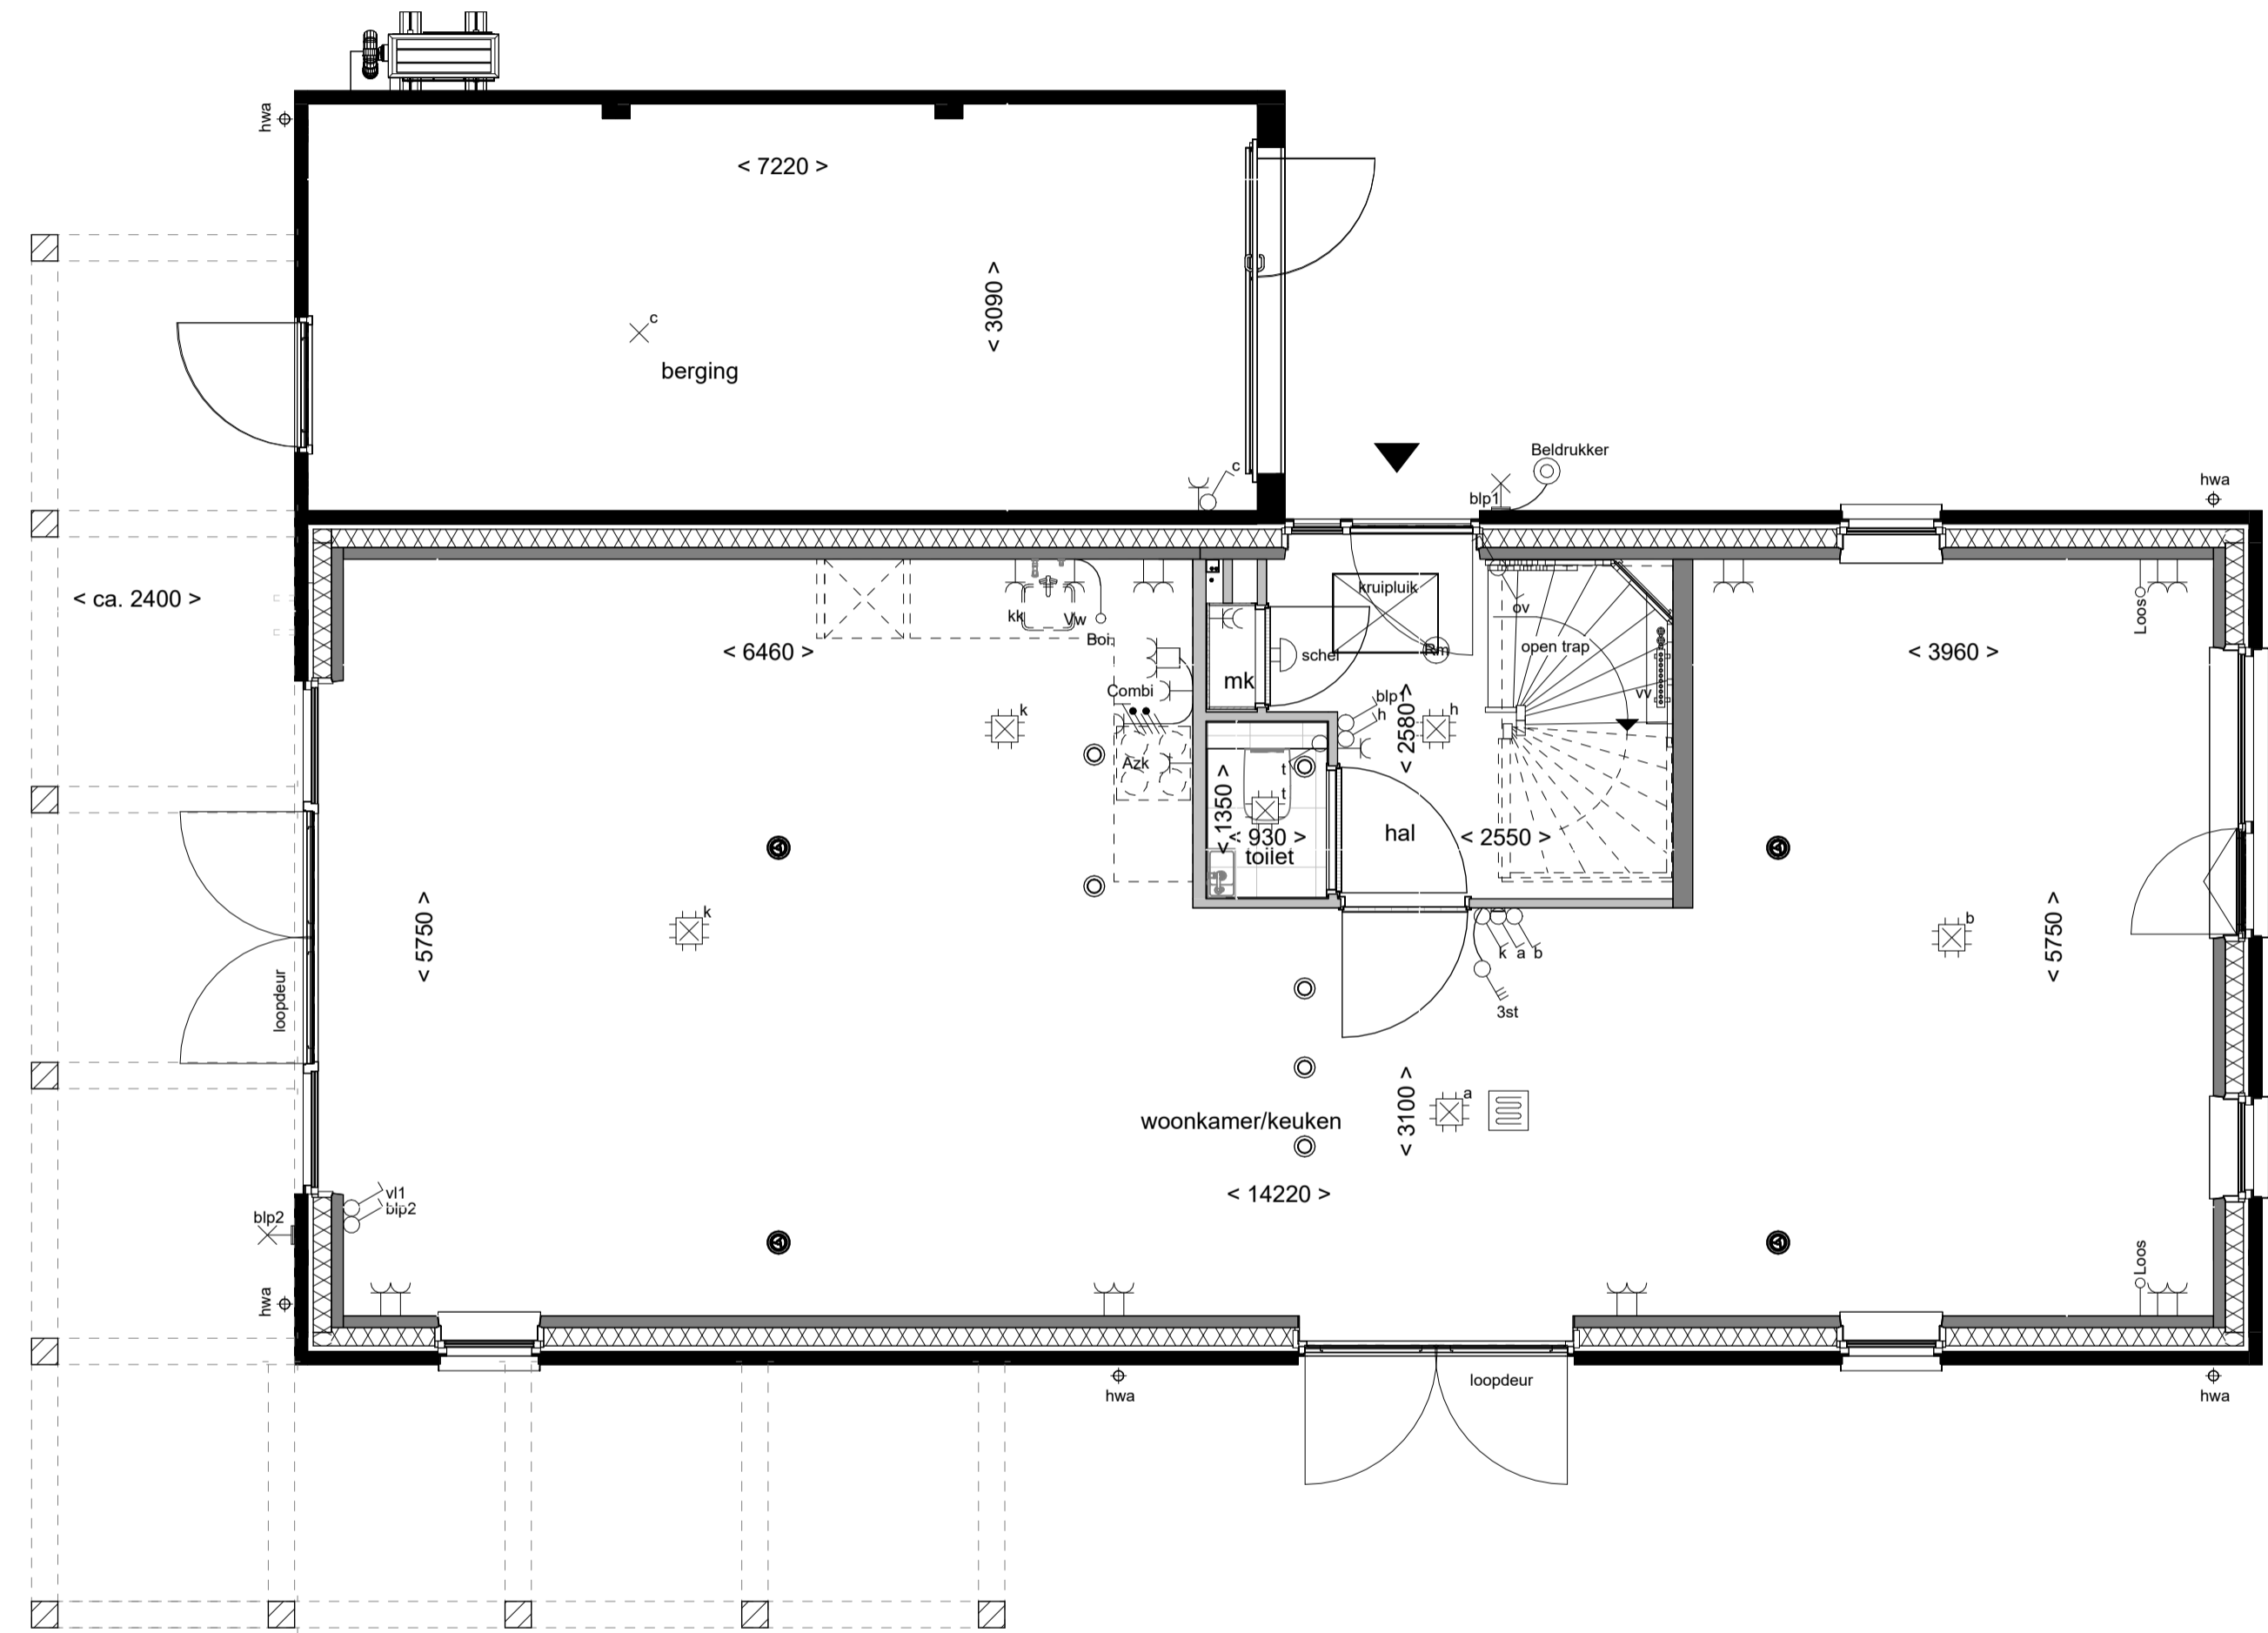 hwa
< 7220 >
< 3090 >
c
berging
c
Beldrukker
blp1
hwa
< ca. 2400 >
kruipluik
ov
Loos
kk
Vw
Boi.
< 6460 >
schel
Rm
open trap
< 3960 >
mk
Combi
vv
k
blp1
h
< 2580 >
h
Azk
t
t
< 1350 >
< 930 >
toilet
hal
< 2550 >
k
b
< 5750 >
< 5750 >
k a b
loopdeur
3st
a
< 3100 >
woonkamer/keuken
< 14220 >
vl1
blp2
blp2
Loos
hwa
loopdeur
hwa
hwa